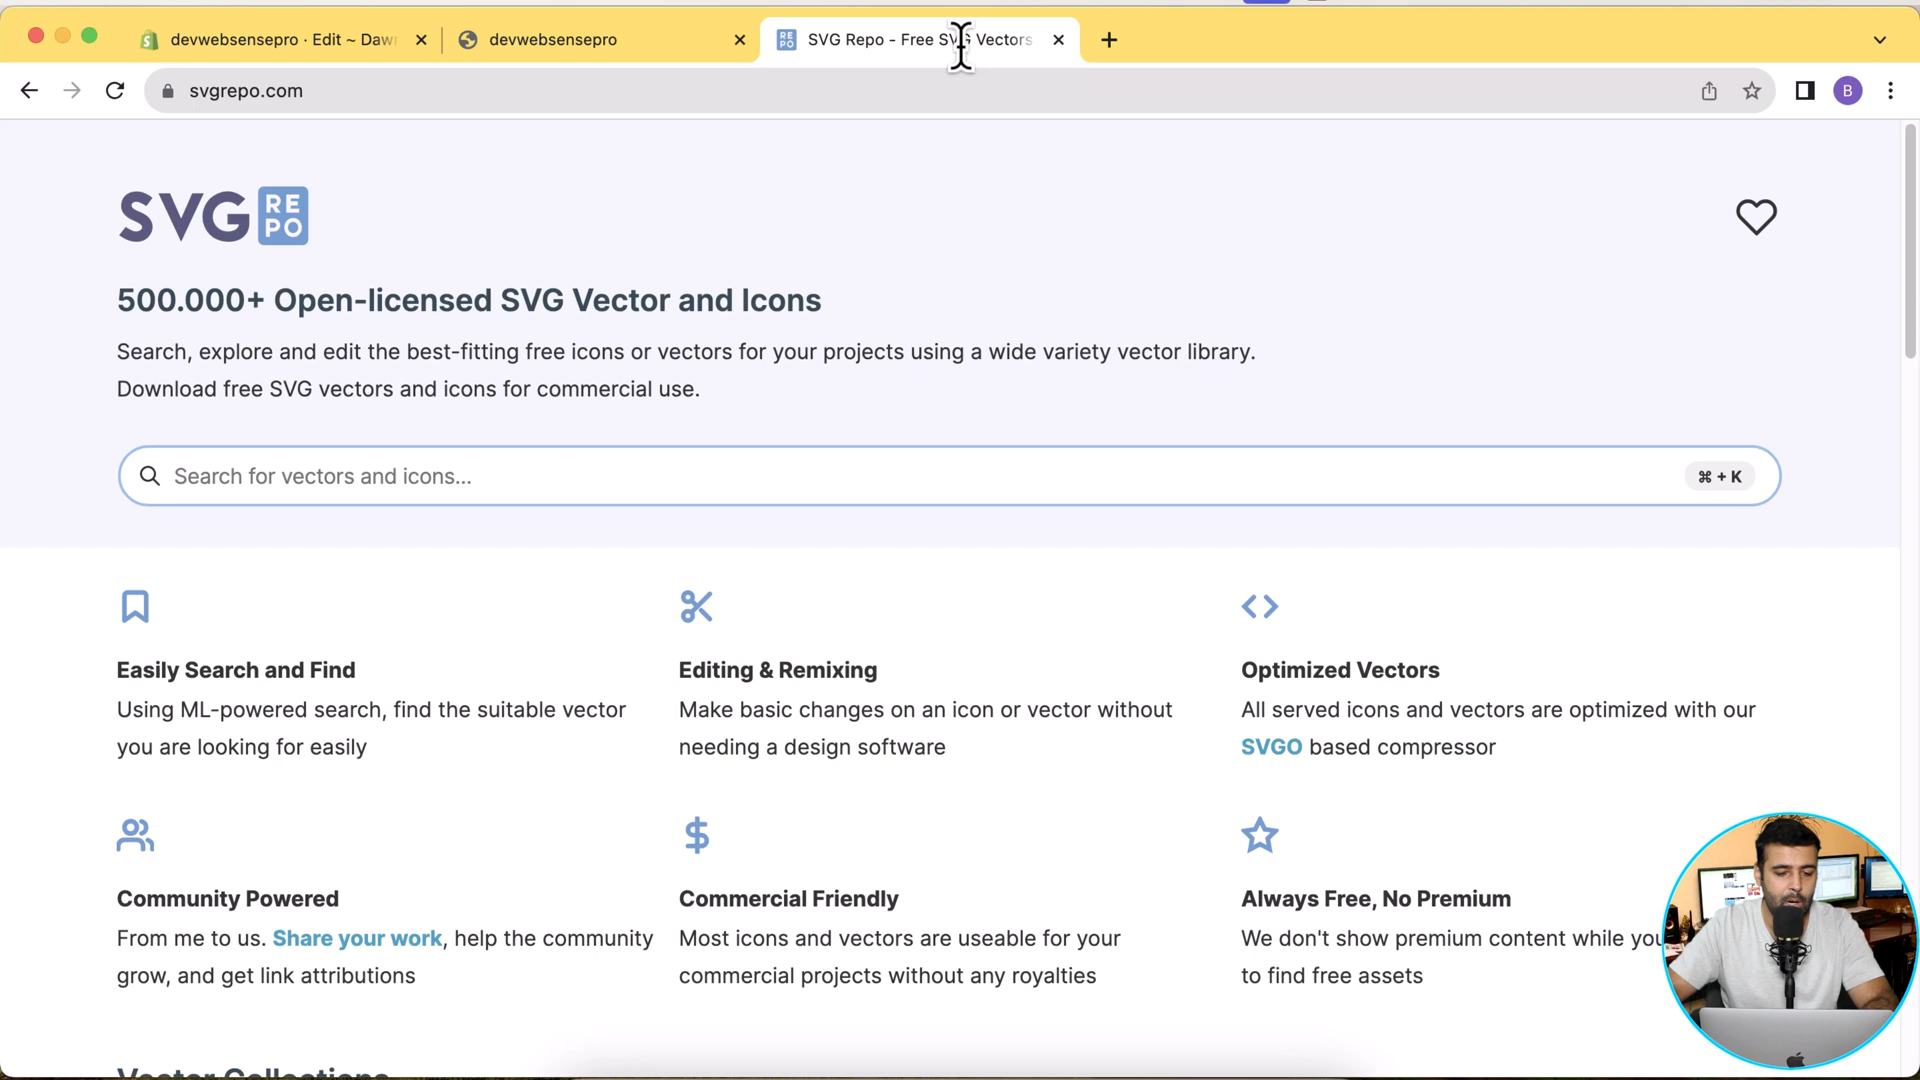 devwebsensepro · Edit ~ Daw
devwebsensepro
SVG Repo - Free SVG Vectors
svgrepo.com
B
SVG REPO
500.000+ Open-licensed SVG Vector and Icons
Search, explore and edit the best-fitting free icons or vectors for your projects using a wide variety vector library.
Download free SVG vectors and icons for commercial use.
Search for vectors and icons...
⌘ + K
Easily Search and Find
Using ML-powered search, find the suitable vector
you are looking for easily
Editing & Remixing
Make basic changes on an icon or vector without
needing a design software
Optimized Vectors
All served icons and vectors are optimized with our
SVGO based compressor
Community Powered
From me to us. Share your work, help the community
grow, and get link attributions
Commercial Friendly
Most icons and vectors are useable for your
commercial projects without any royalties
Always Free, No Premium
We don't show premium content while you
to find free assets
Vector Collections